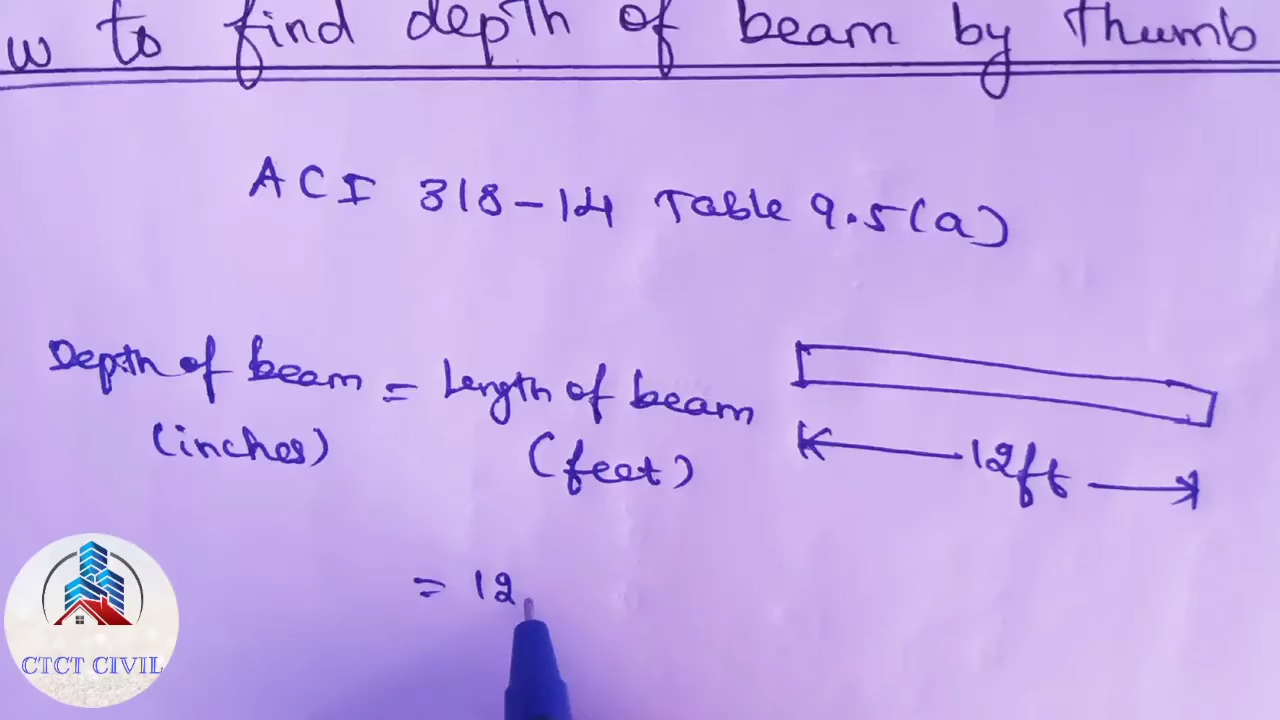 w to find depth of beam by thumb
ACI 318-14 Table 9.5(a)
Depth of beam = Length of beam
(inches) (feet)
12ft
= 12
CTCT CIVIL